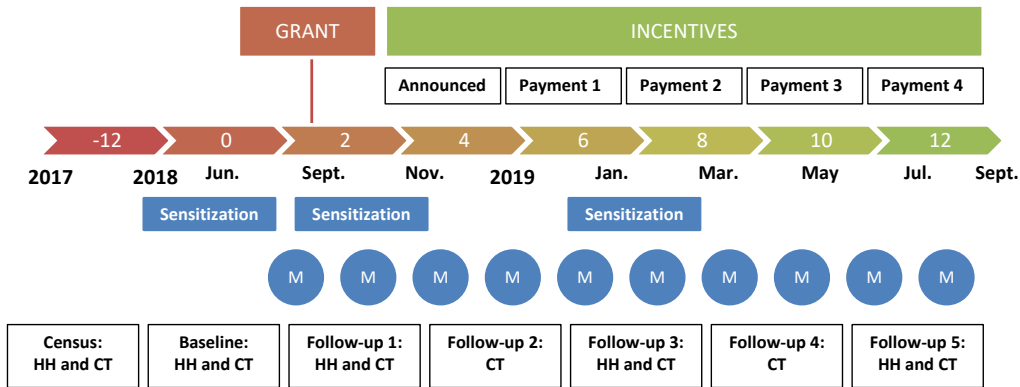 GRANT INCENTIVES
Announced Payment 1 Payment 2 Payment 3 Payment 4
-12 0 2 4 6 8 10 12
2017 2018 Jun. Sept. Nov. 2019 Jan. Mar. May Jul. Sept.
Sensitization Sensitization Sensitization
M M M M M M M M M M
Census: Baseline: Follow-up 1: Follow-up 2: Follow-up 3: Follow-up 4: Follow-up 5:
HH and CT HH and CT HH and CT CT HH and CT CT HH and CT